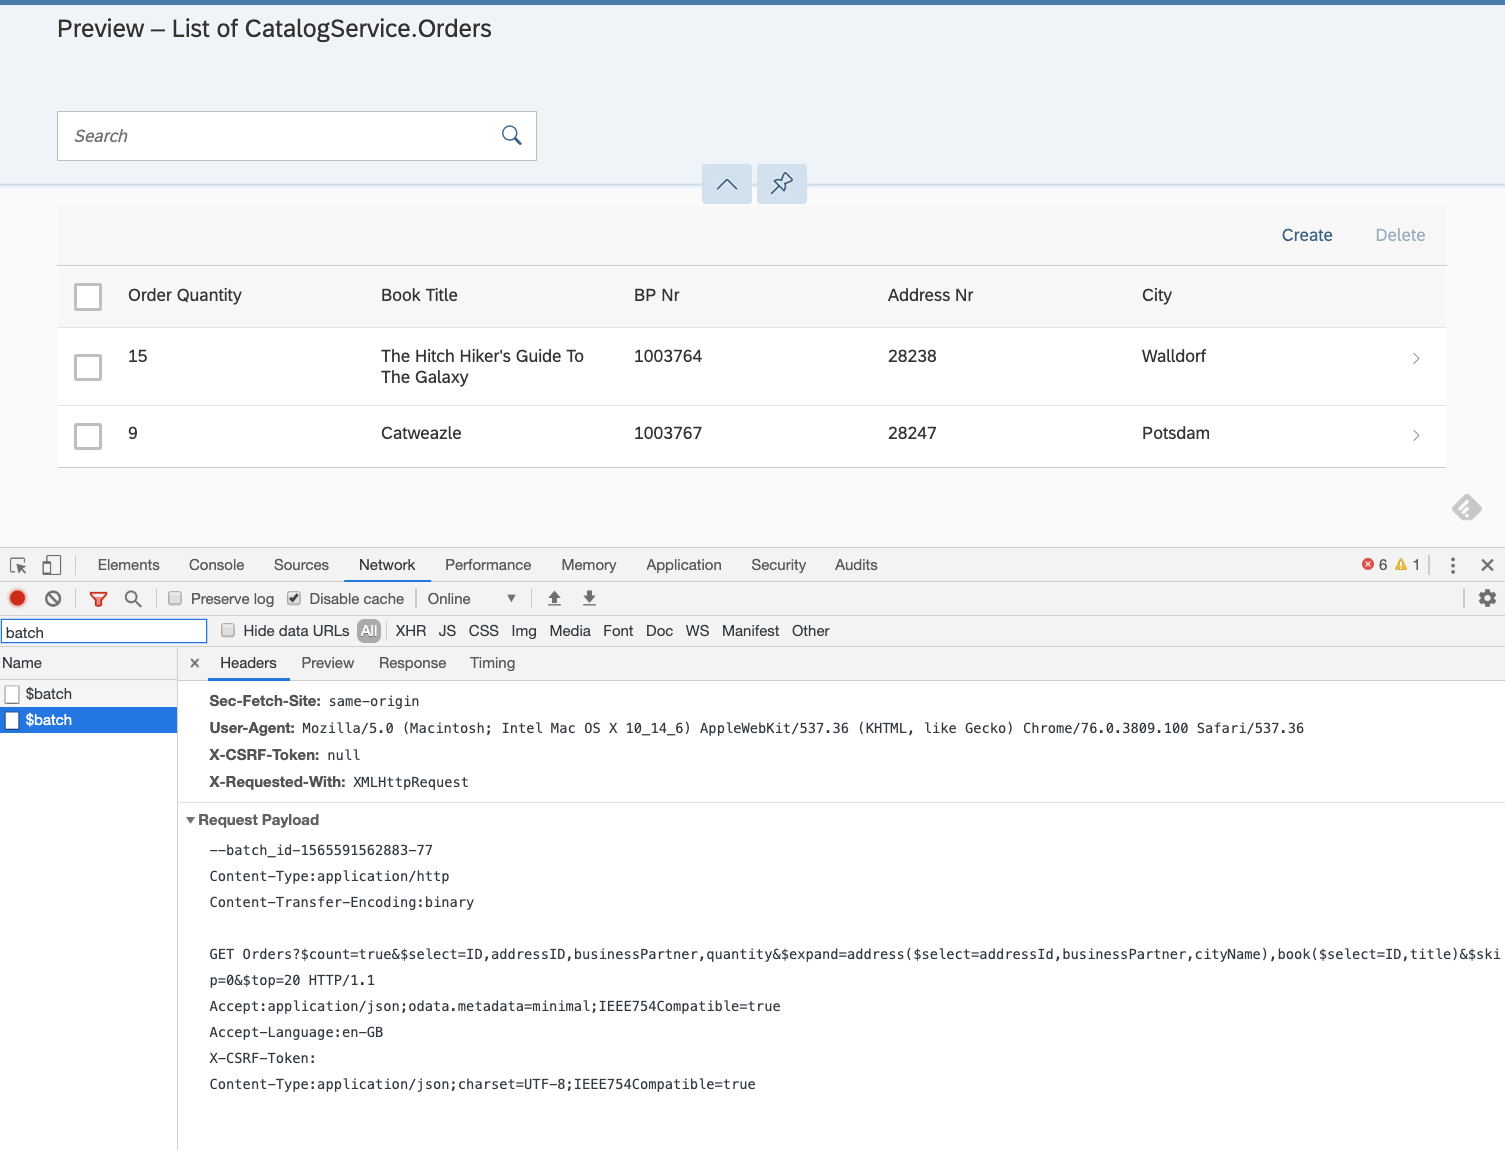 Preview – List of CatalogService.Orders
Search
Create Delete
Order Quantity Book Title BP Nr Address Nr City
15 The Hitch Hiker's Guide To 1003764 28238 Walldorf
The Galaxy
9 Catweazle 1003767 28247 Potsdam
Elements Console Sources Network Performance Memory Application Security Audits 6 1
Preserve log Disable cache Online
batch Hide data URLs All XHR JS CSS Img Media Font Doc WS Manifest Other
Name × Headers Preview Response Timing
$batch
$batch
Sec-Fetch-Site: same-origin
User-Agent: Mozilla/5.0 (Macintosh; Intel Mac OS X 10_14_6) AppleWebKit/537.36 (KHTML, like Gecko) Chrome/76.0.3809.100 Safari/537.36
X-CSRF-Token: null
X-Requested-With: XMLHttpRequest
Request Payload
--batch_id-1565591562883-77
Content-Type:application/http
Content-Transfer-Encoding:binary
GET Orders?$count=true&$select=ID,addressID,businessPartner,quantity&$expand=address($select=addressId,businessPartner,cityName),book($select=ID,title)&$ski
p=0&$top=20 HTTP/1.1
Accept:application/json;odata.metadata=minimal;IEEE754Compatible=true
Accept-Language:en-GB
X-CSRF-Token:
Content-Type:application/json;charset=UTF-8;IEEE754Compatible=true